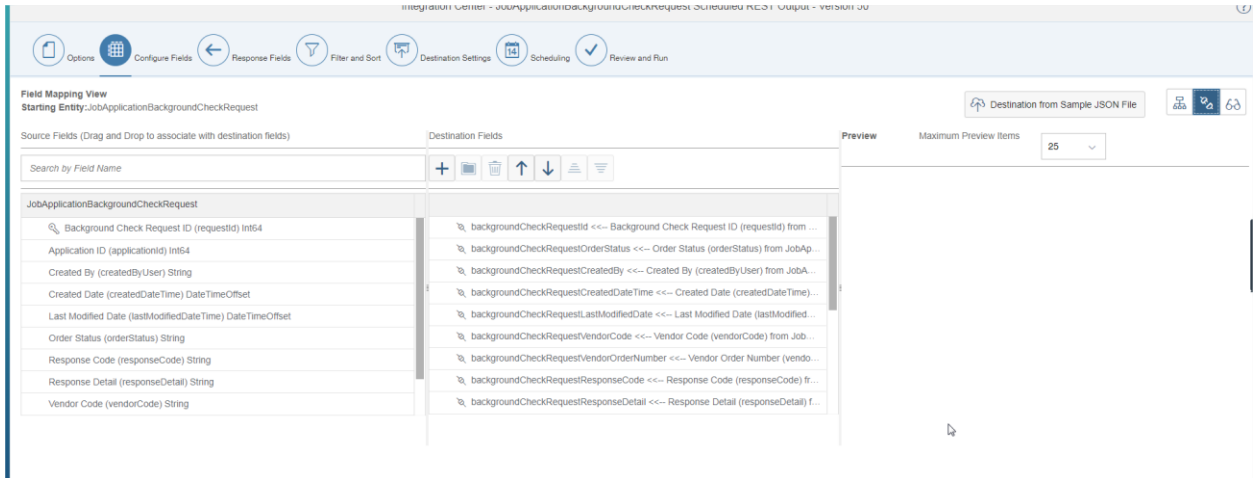 Integration Center - JobApplicationBackgroundCheckRequest Scheduled REST Output - Version 50
Options
Configure Fields
Response Fields
Filter and Sort
Destination Settings
14
Scheduling
Review and Run
Field Mapping View
Starting Entity:JobApplicationBackgroundCheckRequest
Destination from Sample JSON File
Source Fields (Drag and Drop to associate with destination fields)
Destination Fields
Preview
Maximum Preview Items
25
Search by Field Name
JobApplicationBackgroundCheckRequest
Background Check Request ID (requestId) Int64
Application ID (applicationId) Int64
Created By (createdByUser) String
Created Date (createdDateTime) DateTimeOffset
Last Modified Date (lastModifiedDateTime) DateTimeOffset
Order Status (orderStatus) String
Response Code (responseCode) String
Response Detail (responseDetail) String
Vendor Code (vendorCode) String
backgroundCheckRequestId <<-- Background Check Request ID (requestId) from ...
backgroundCheckRequestOrderStatus <<-- Order Status (orderStatus) from JobAp...
backgroundCheckRequestCreatedBy <<-- Created By (createdByUser) from JobA...
backgroundCheckRequestCreatedDateTime <<-- Created Date (createdDateTime)...
backgroundCheckRequestLastModifiedDate <<-- Last Modified Date (lastModified...
backgroundCheckRequestVendorCode <<-- Vendor Code (vendorCode) from Job...
backgroundCheckRequestVendorOrderNumber <<-- Vendor Order Number (vendo...
backgroundCheckRequestResponseCode <<-- Response Code (responseCode) fr...
backgroundCheckRequestResponseDetail <<-- Response Detail (responseDetail) f...